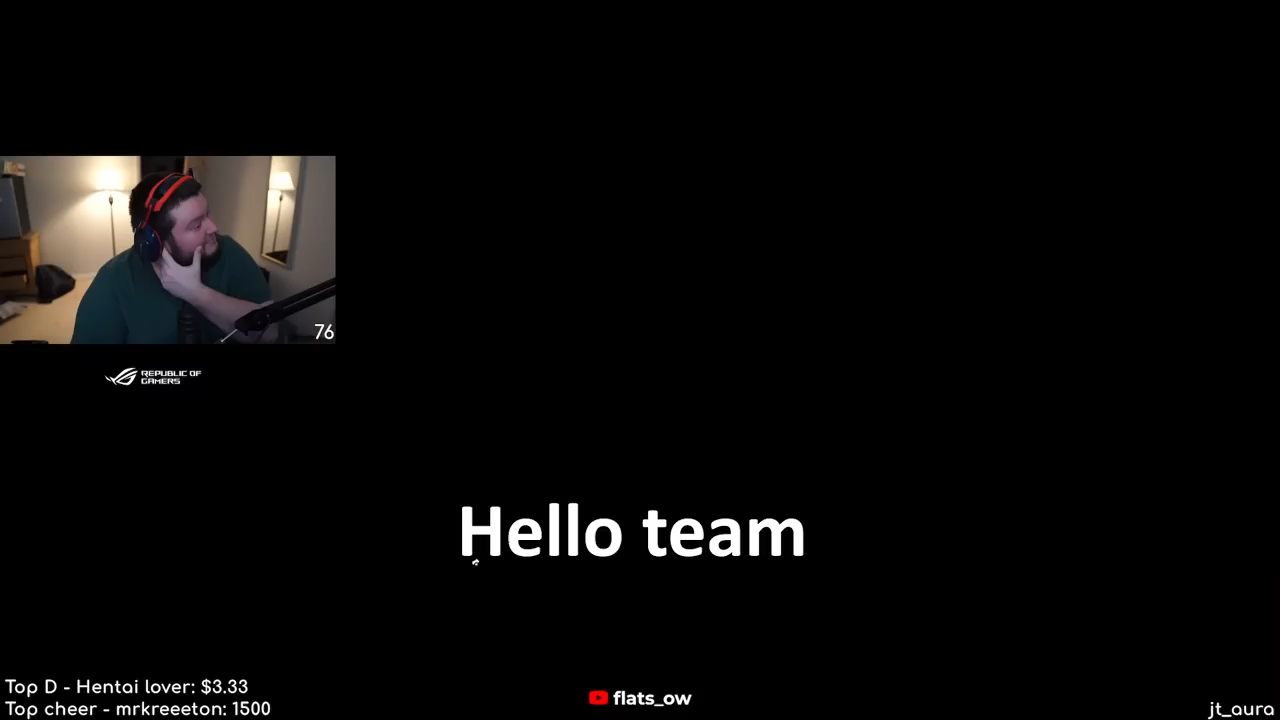 76
REPUBLIC OF
GAMERS
Hello team
Top D - Hentai lover: $3.33
Top cheer - mrkreeeton: 1500
flats_ow
jt_aura